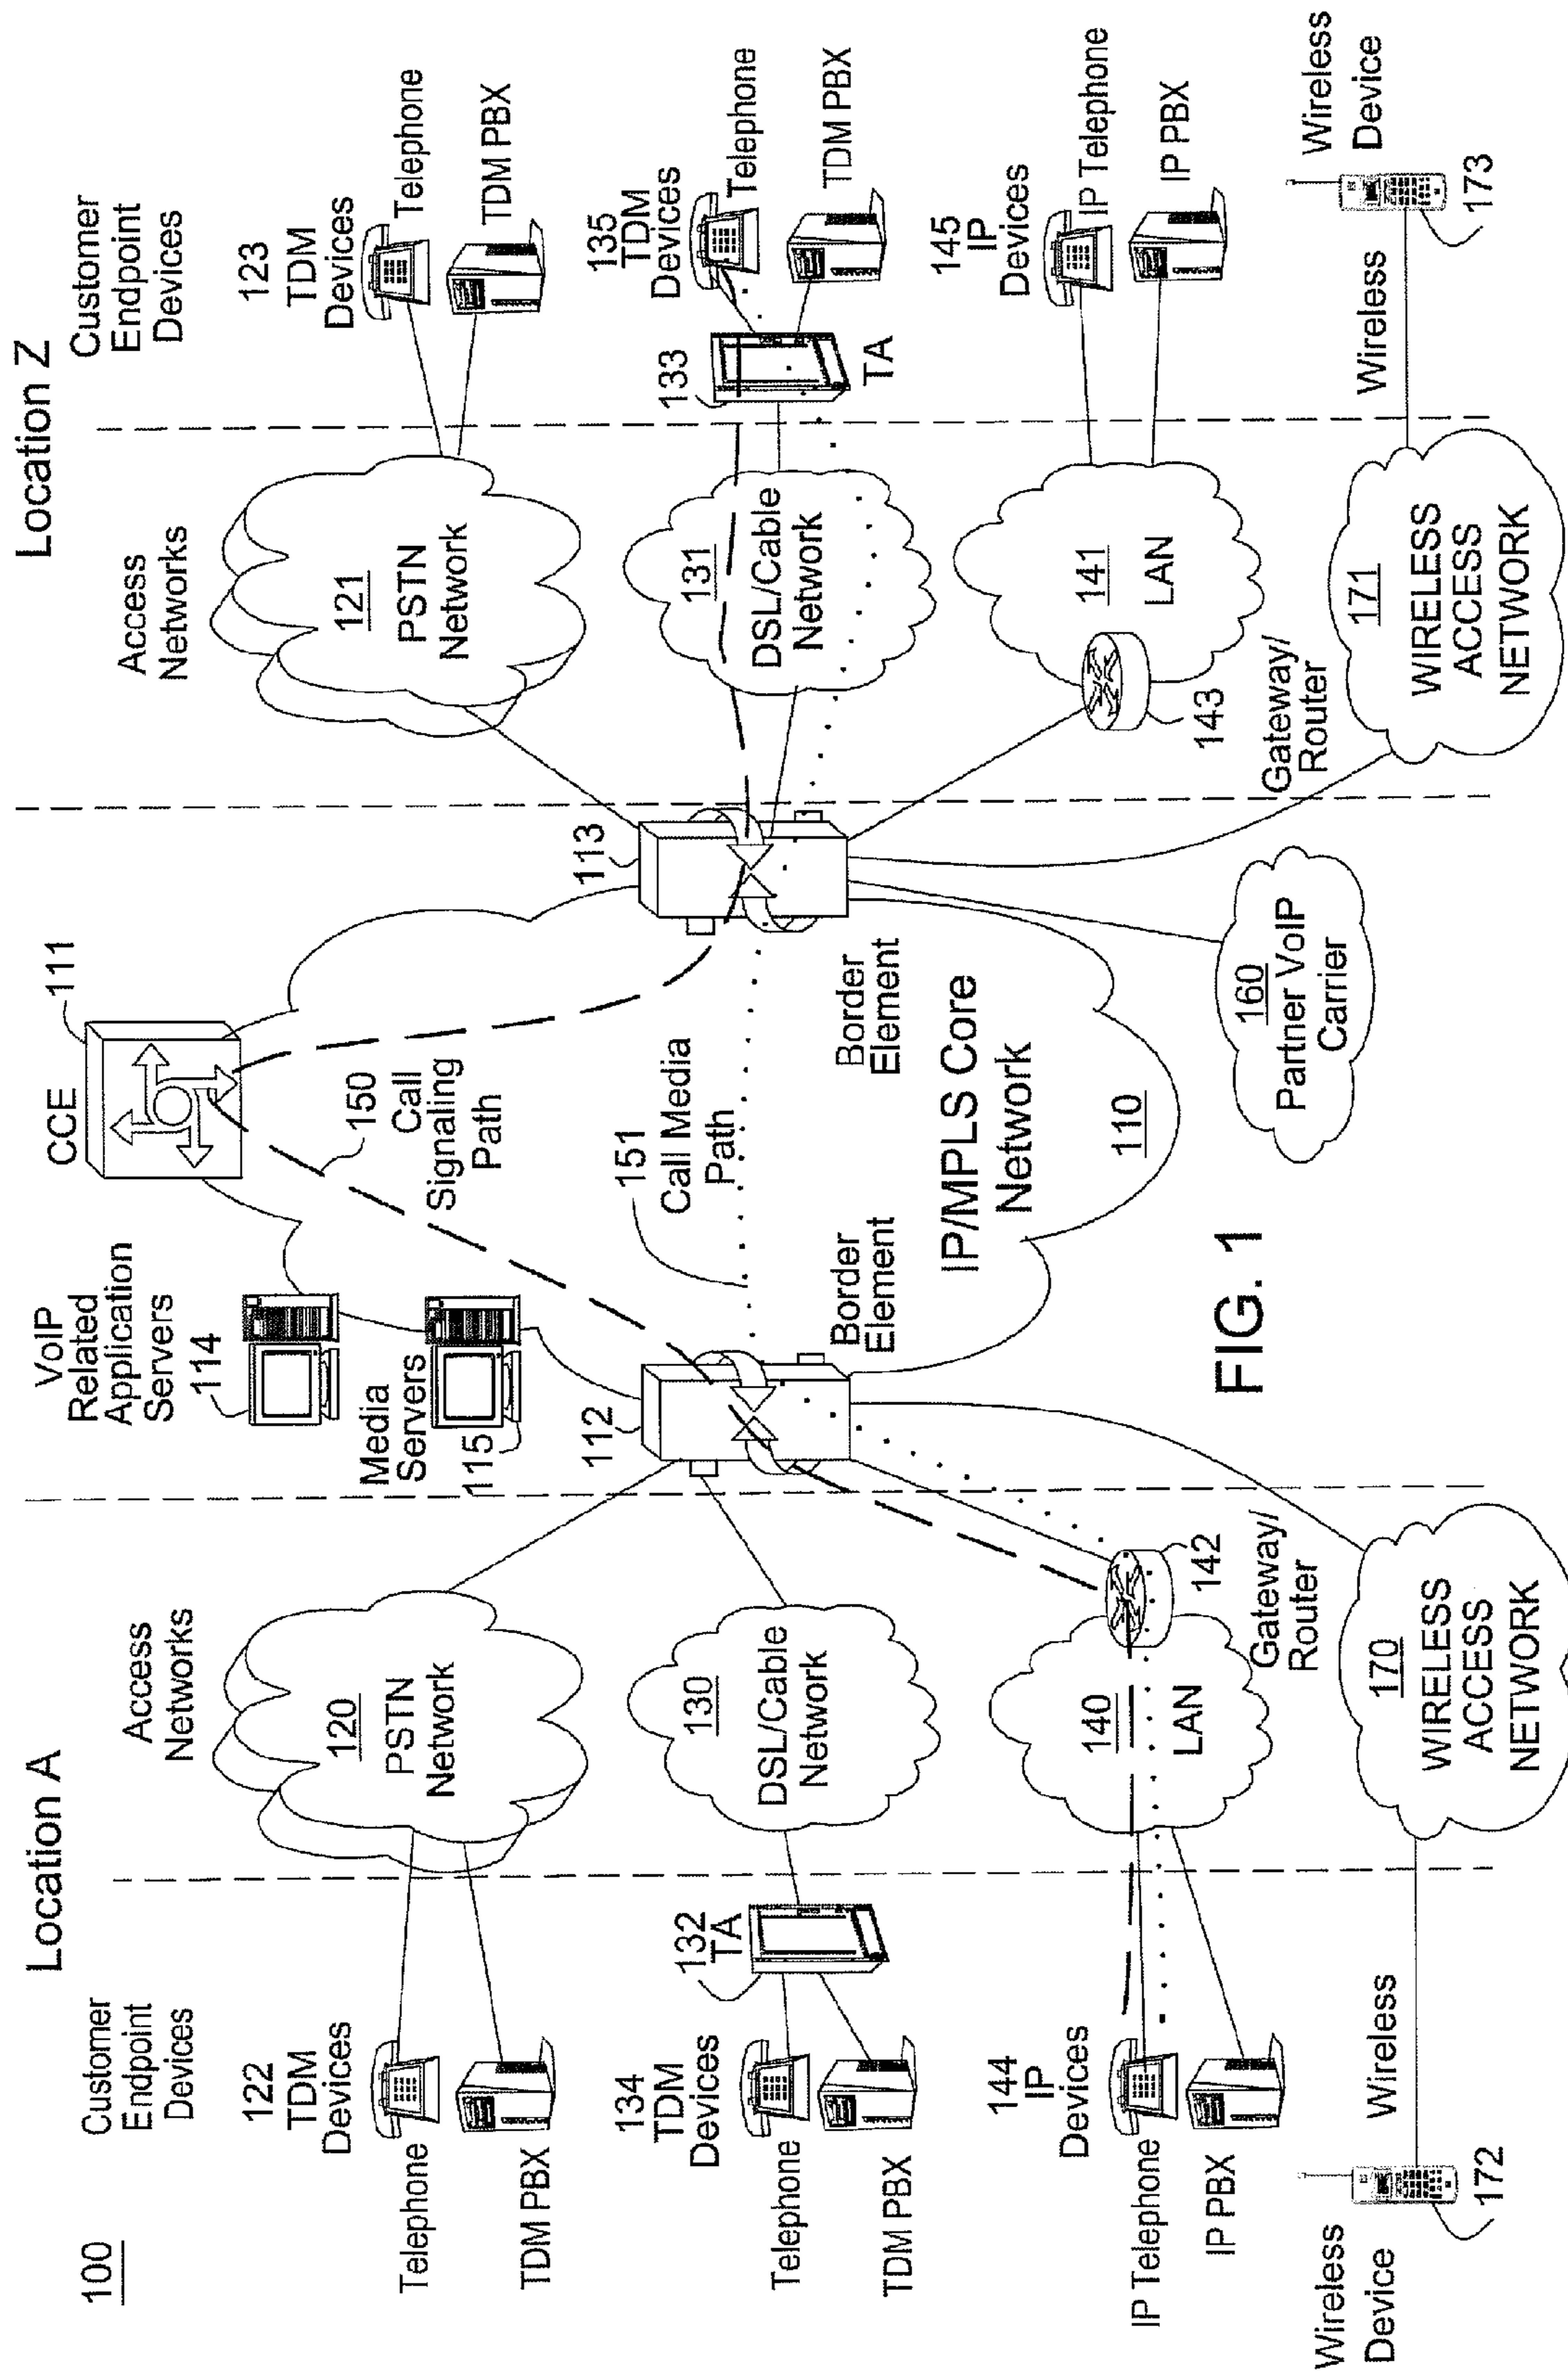 100
Location A
Location Z
Customer
Endpoint
Devices
Access
Networks
VoIP
Related
Application
Servers
114
CCE
111
Access
Networks
Customer
Endpoint
Devices
122
TDM
Devices
Telephone
TDM PBX
120
PSTN
Network
Media
Servers
115
150
Call
Signaling
Path
121
PSTN
Network
123
TDM
Devices
Telephone
TDM PBX
134
TDM
Devices
Telephone
TDM PBX
132
TA
130
DSL/Cable
Network
112
151
Call Media
Path
113
131
DSL/Cable
Network
133
TA
135
TDM
Devices
Telephone
TDM PBX
Border
Element
Border
Element
IP/MPLS Core
Network
110
144
IP
Devices
IP Telephone
IP PBX
140
LAN
142
Gateway/
Router
141
LAN
143
Gateway/
Router
145
IP
Devices
IP Telephone
IP PBX
160
Partner VoIP
Carrier
Wireless
Device
172
Wireless
170
WIRELESS
ACCESS
NETWORK
171
WIRELESS
ACCESS
NETWORK
Wireless
Wireless
Device
173
FIG. 1